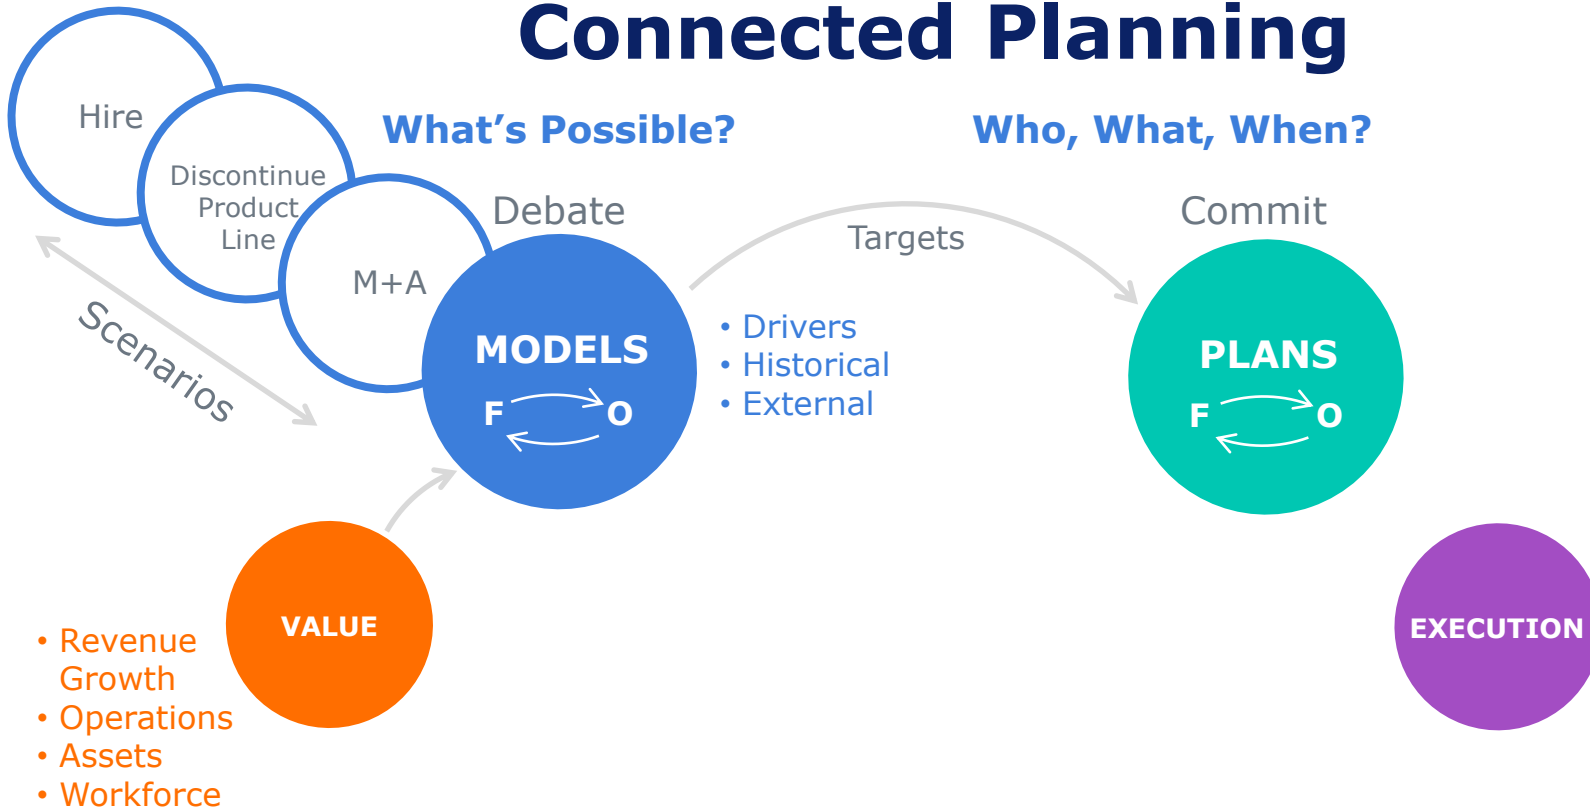 Connected Planning
What’s Possible?
Who, What, When?
Hire
Discontinue
Product
Line
M+A
Scenarios
Debate
Targets
Commit
MODELS
F O
• Drivers
• Historical
• External
PLANS
F O
VALUE
• Revenue
Growth
• Operations
• Assets
• Workforce
EXECUTION